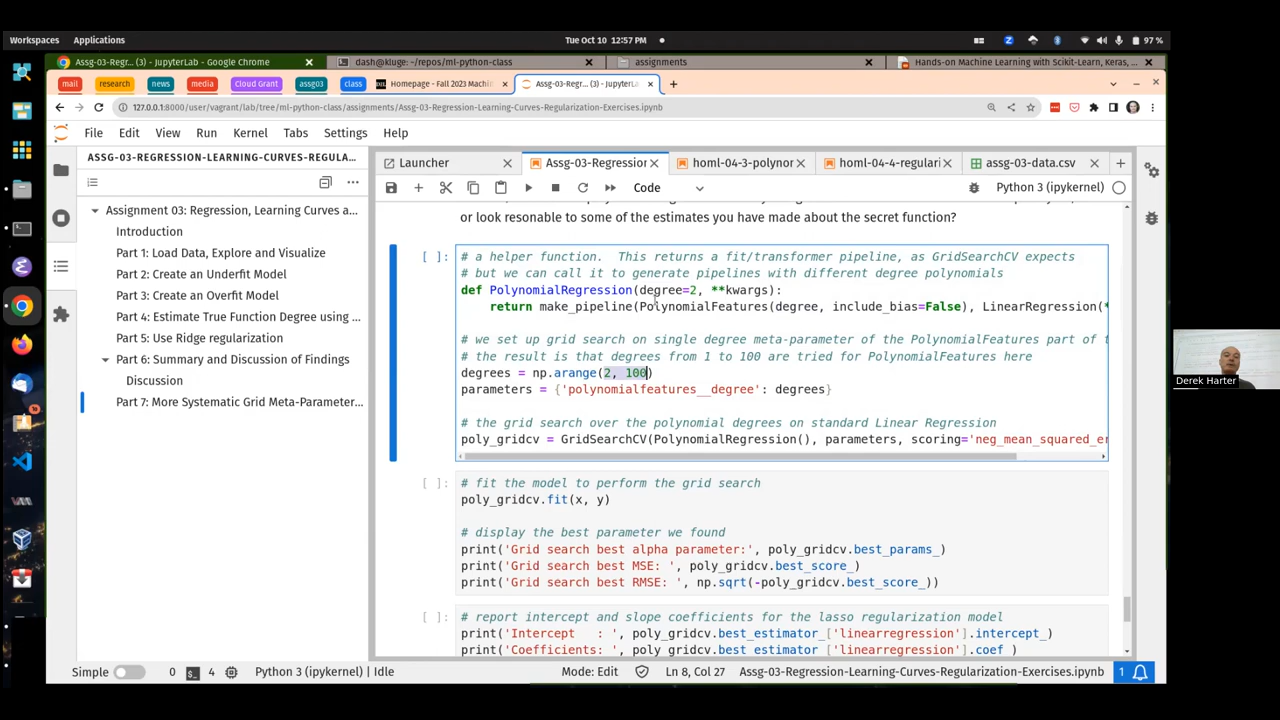 Workspaces Applications Tue Oct 10 12:57 PM 97 %
Assg-03-Regr... (3) - JupyterLab - Google Chrome dash@kluge: ~/repos/ml-python-class assignments Hands-on Machine Learning with Scikit-Learn, Keras, ...
mail research news media Cloud Grant assg03 class Homepage - Fall 2023 Machi Assg-03-Regr... (3) - JupyterL
127.0.0.1:8000/user/vagrant/lab/tree/ml-python-class/assignments/Assg-03-Regression-Learning-Curves-Regularization-Exercises.ipynb
File Edit View Run Kernel Tabs Settings Help
ASSG-03-REGRESSION-LEARNING-CURVES-REGULA...
Launcher Assg-03-Regression homl-04-3-polynor homl-04-4-regulari assg-03-data.csv
Code Python 3 (ipykernel)
Assignment 03: Regression, Learning Curves a...
Introduction
Part 1: Load Data, Explore and Visualize
Part 2: Create an Underfit Model
Part 3: Create an Overfit Model
Part 4: Estimate True Function Degree using ...
Part 5: Use Ridge regularization
Part 6: Summary and Discussion of Findings
Discussion
Part 7: More Systematic Grid Meta-Parameter...
or look resonable to some of the estimates you have made about the secret function?
[ ]:
# a helper function. This returns a fit/transformer pipeline, as GridSearchCV expects
# but we can call it to generate pipelines with different degree polynomials
def PolynomialRegression(degree=2, **kwargs):
return make_pipeline(PolynomialFeatures(degree, include_bias=False), LinearRegression(*
# we set up grid search on single degree meta-parameter of the PolynomialFeatures part of t
# the result is that degrees from 1 to 100 are tried for PolynomialFeatures here
degrees = np.arange(2, 100)
parameters = {'polynomialfeatures__degree': degrees}
# the grid search over the polynomial degrees on standard Linear Regression
poly_gridcv = GridSearchCV(PolynomialRegression(), parameters, scoring='neg_mean_squared_er
[ ]:
# fit the model to perform the grid search
poly_gridcv.fit(x, y)
# display the best parameter we found
print('Grid search best alpha parameter:', poly_gridcv.best_params_)
print('Grid search best MSE: ', poly_gridcv.best_score_)
print('Grid search best RMSE: ', np.sqrt(-poly_gridcv.best_score_))
[ ]:
# report intercept and slope coefficients for the lasso regularization model
print('Intercept   : ', poly_gridcv.best_estimator_['linearregression'].intercept_)
print('Coefficients: ', poly_gridcv.best_estimator_['linearregression'].coef_)
Simple 0 4 Python 3 (ipykernel) | Idle Mode: Edit Ln 8, Col 27 Assg-03-Regression-Learning-Curves-Regularization-Exercises.ipynb 1
Derek Harter